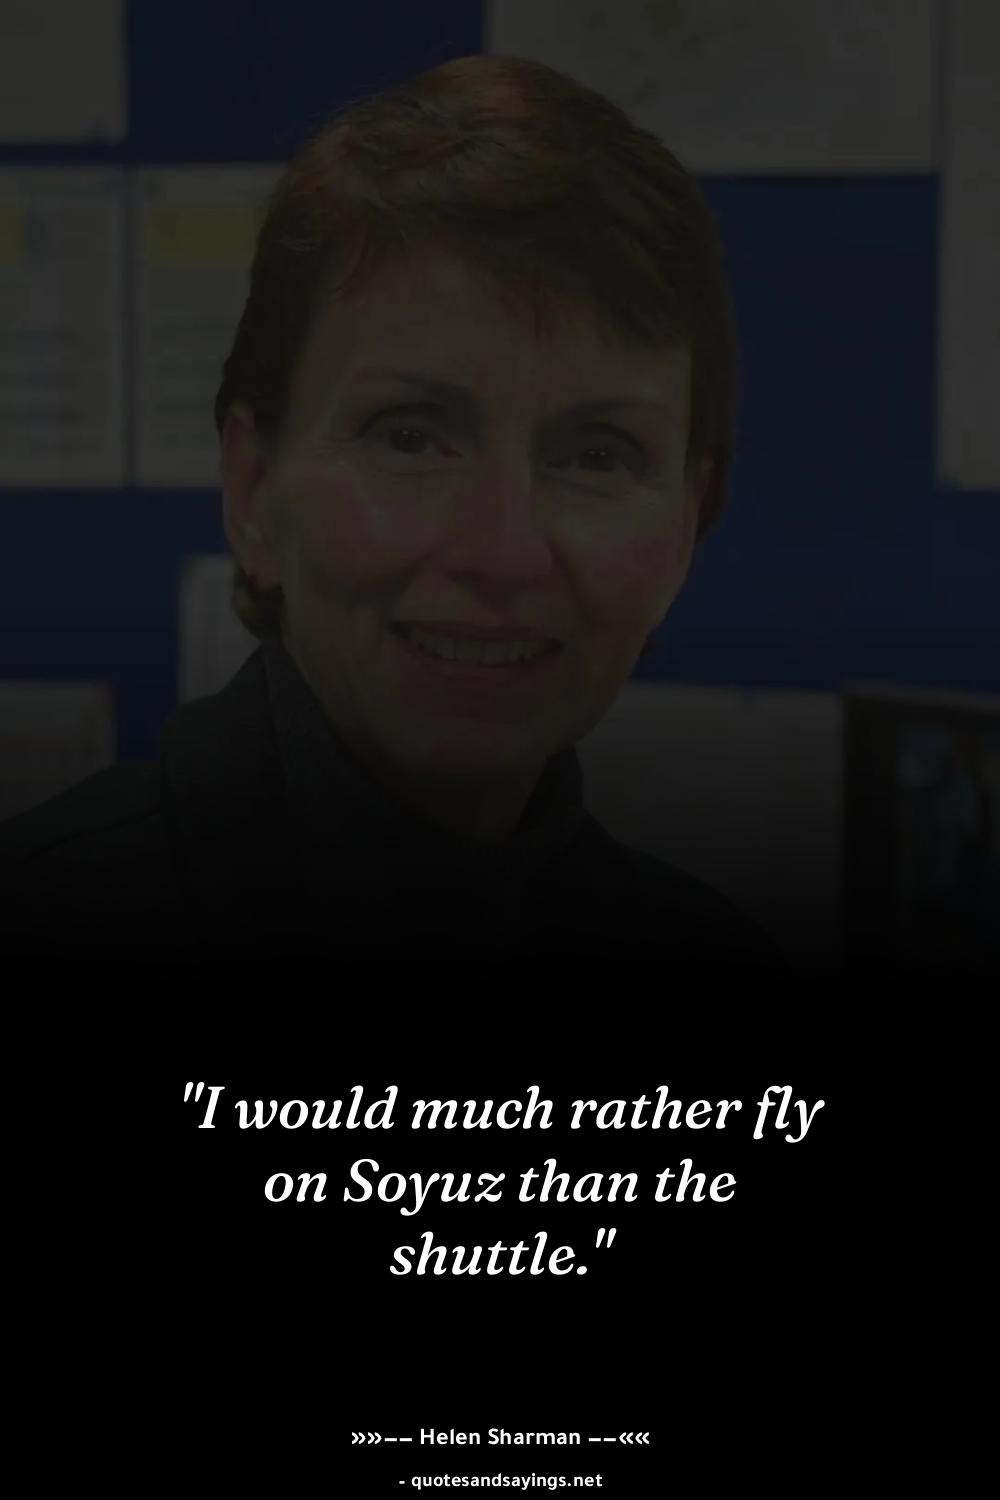 "I would much rather fly
on Soyuz than the
shuttle."
»»−− Helen Sharman −−««
- quotesandsayings.net